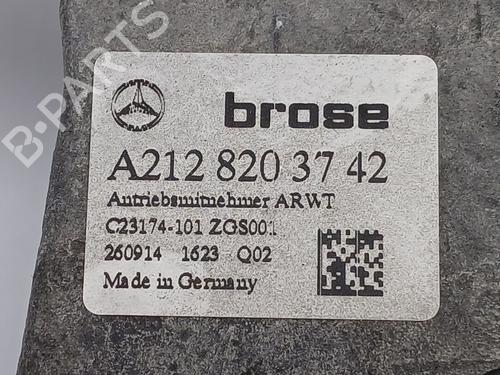 B-PARTS
brose
A212 820 37 42
Antriebsmitnehmer ARWT
C23174-101 ZGS001
260914 1623 Q02
Made in Germany